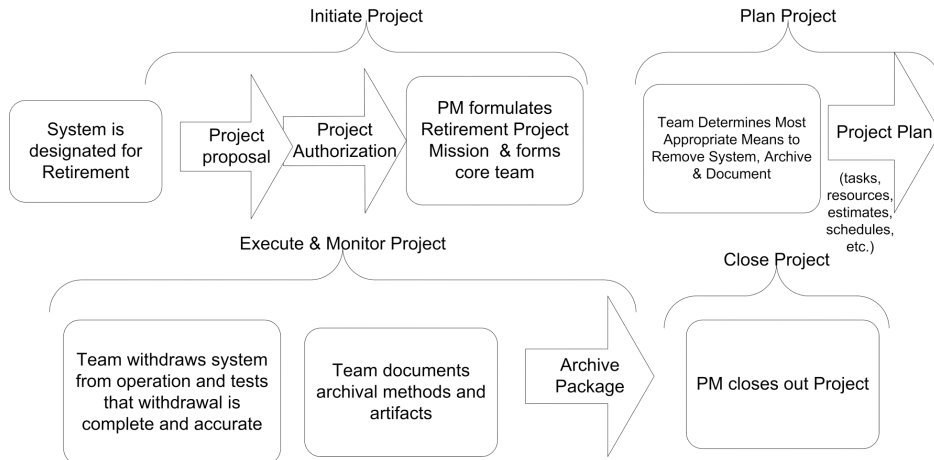 Initiate Project
System is
designated for
Retirement
Project
proposal
Project
Authorization
PM formulates
Retirement Project
Mission & forms
core team
Plan Project
Team Determines Most
Appropriate Means to
Remove System, Archive
& Document
Project Plan
(tasks,
resources,
estimates,
schedules,
etc.)
Execute & Monitor Project
Team withdraws system
from operation and tests
that withdrawal is
complete and accurate
Team documents
archival methods and
artifacts
Archive
Package
Close Project
PM closes out Project